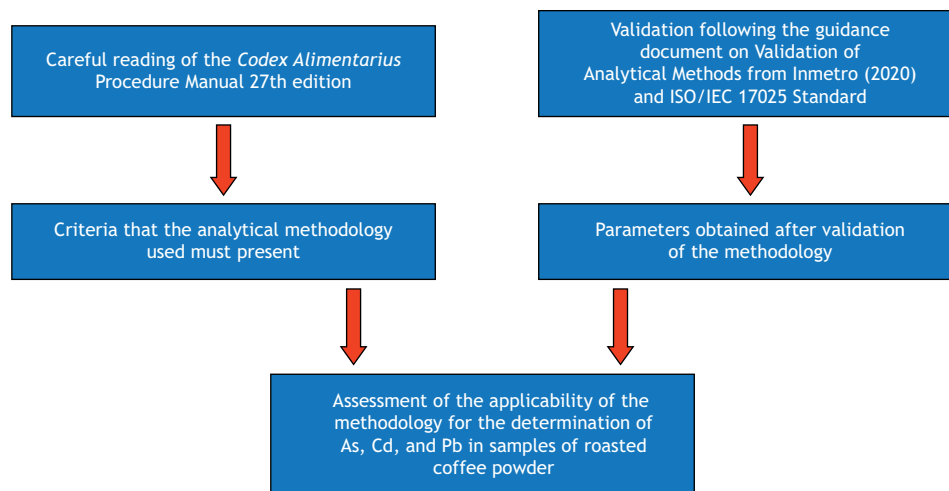 Careful reading of the Codex Alimentarius
Procedure Manual 27th edition
Validation following the guidance
document on Validation of
Analytical Methods from Inmetro (2020)
and ISO/IEC 17025 Standard
Criteria that the analytical methodology
used must present
Parameters obtained after validation
of the methodology
Assessment of the applicability of the
methodology for the determination of
As, Cd, and Pb in samples of roasted
coffee powder